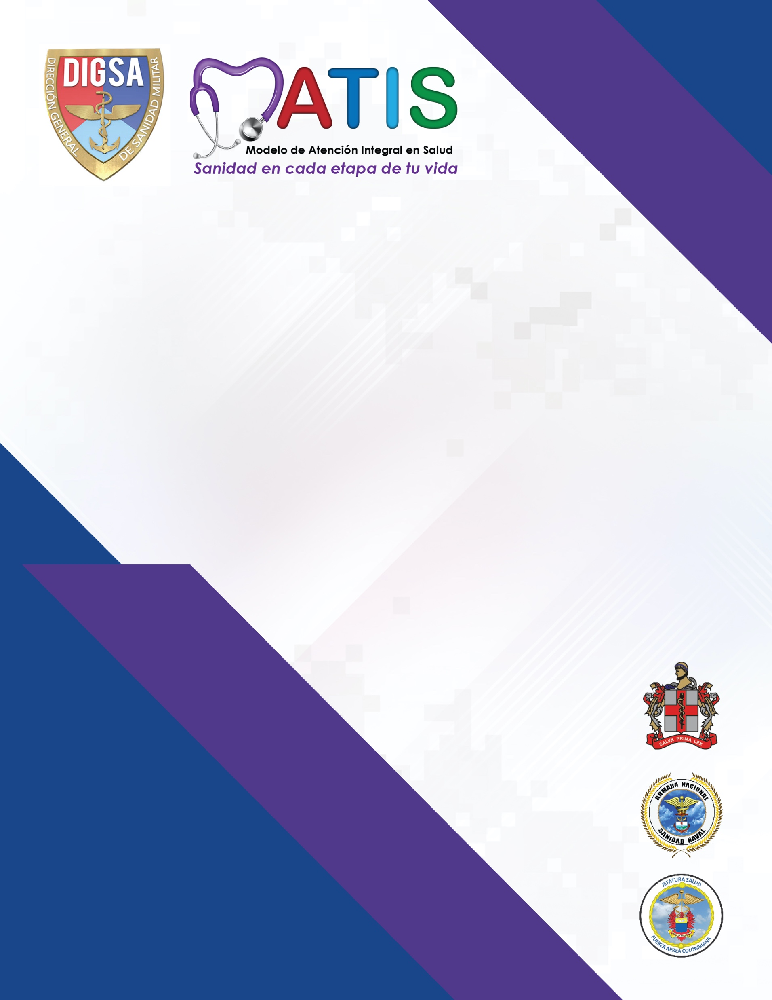 DIGSA
DIRECCIÓN GENERAL
DE SANIDAD MILITAR
MATIS
Modelo de Atención Integral en Salud
Sanidad en cada etapa de tu vida
SALVX PRIMA LEX
ARMADA NACIONAL
SANIDAD NAVAL
JEFATURA SALUD
FUERZA AEREA COLOMBIANA